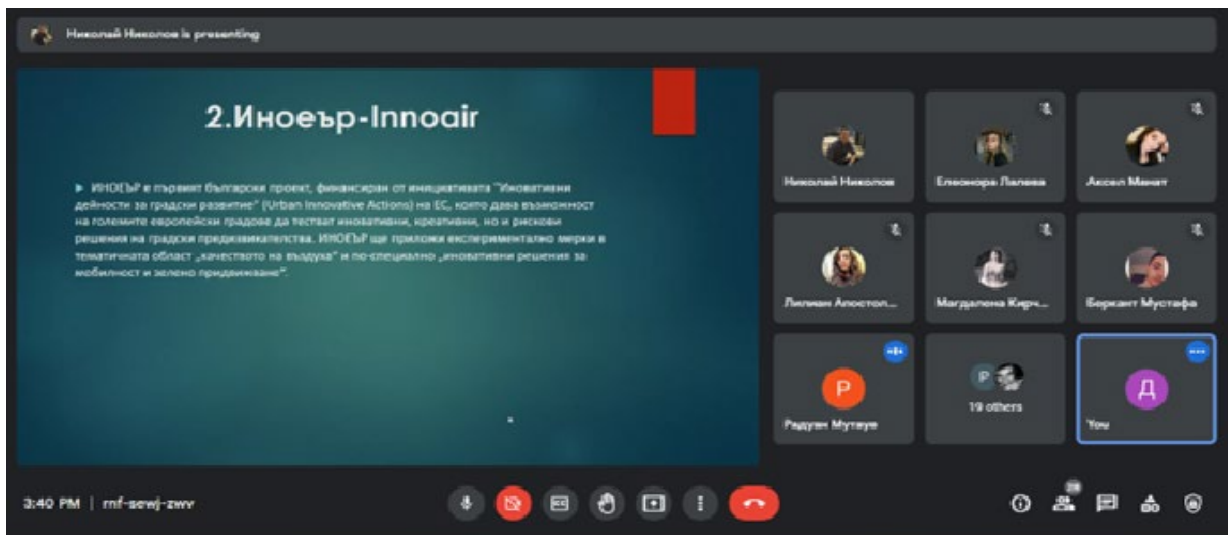 Николай Николов is presenting
2.Иноеър-Innoair
ИНОЕЪР е първият български проект, финансиран от инициативата "Иновативни
дейности за градски развитие" (Urban Innovative Actions) на ЕС, която дава възможност
на големите европейски градове да тестват иновативни, креативни, но и рискови
решения на градски предизвикателства. ИНОЕЪР ще приложи експериментално мерки в
тематичната област „качеството на въздуха" и по-специално „иновативни решения за
мобилност и зелено придвижване".
Николай Николов
Елеонора Лалева
Аксел Манат
Лилиан Апостол...
Магдалена Кирч...
Беркант Мустафа
Р
Радуан
IP
19 others
Д
You
3:40 PM | rnf-sewj-zwv
28